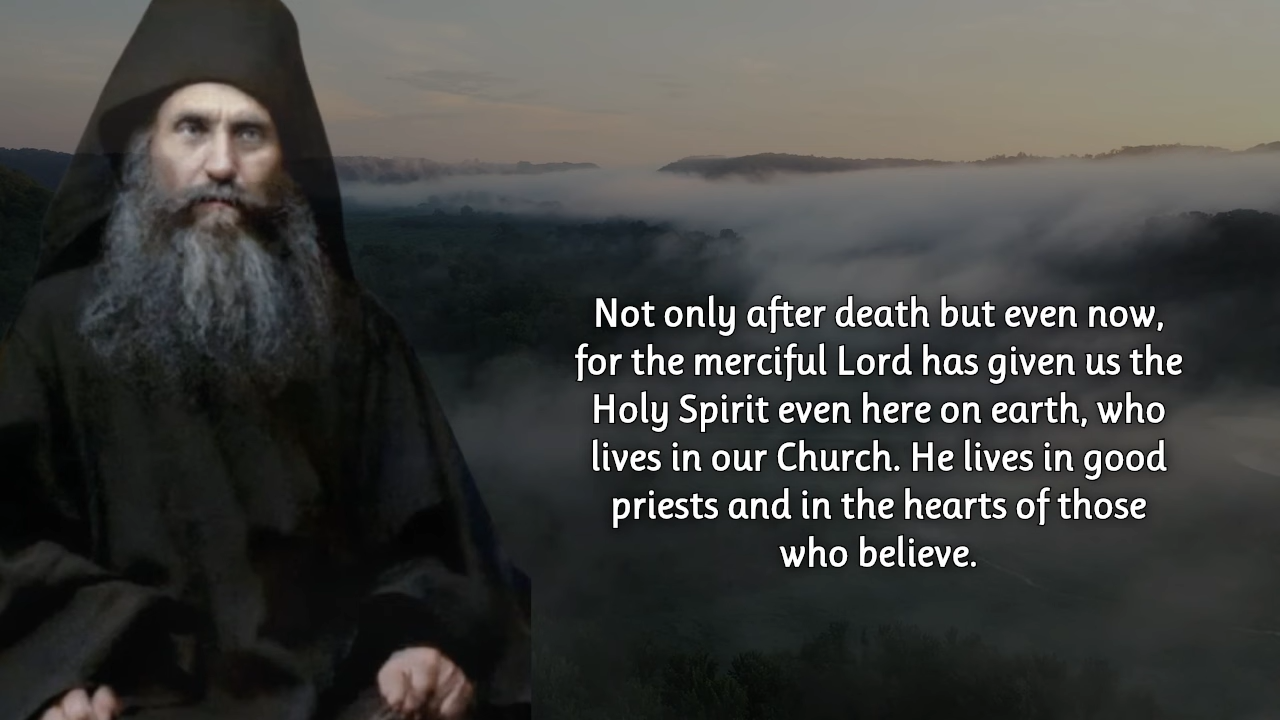 Not only after death but even now,
for the merciful Lord has given us the
Holy Spirit even here on earth, who
lives in our Church. He lives in good
priests and in the hearts of those
who believe.